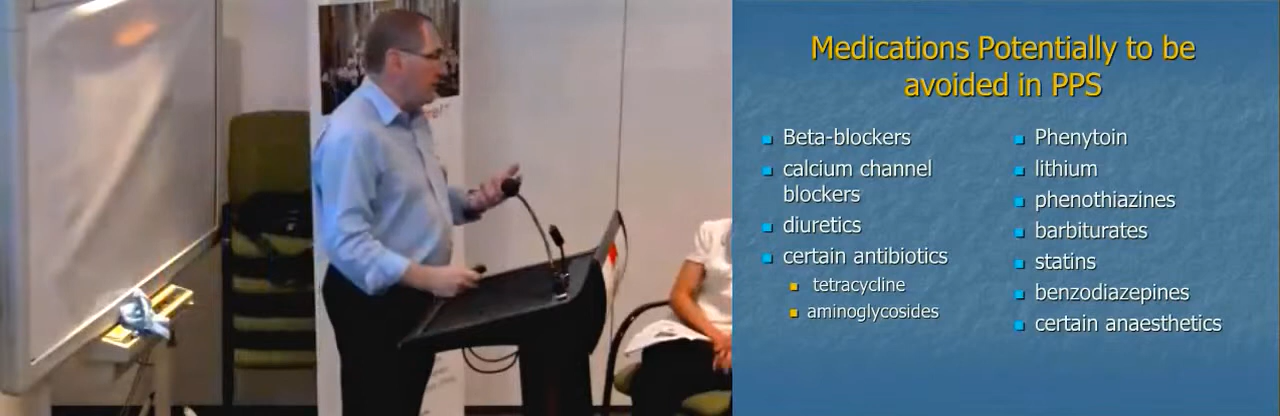 Medications Potentially to be
avoided in PPS
Beta-blockers
calcium channel
blockers
diuretics
certain antibiotics
tetracycline
aminoglycosides
Phenytoin
lithium
phenothiazines
barbiturates
statins
benzodiazepines
certain anaesthetics